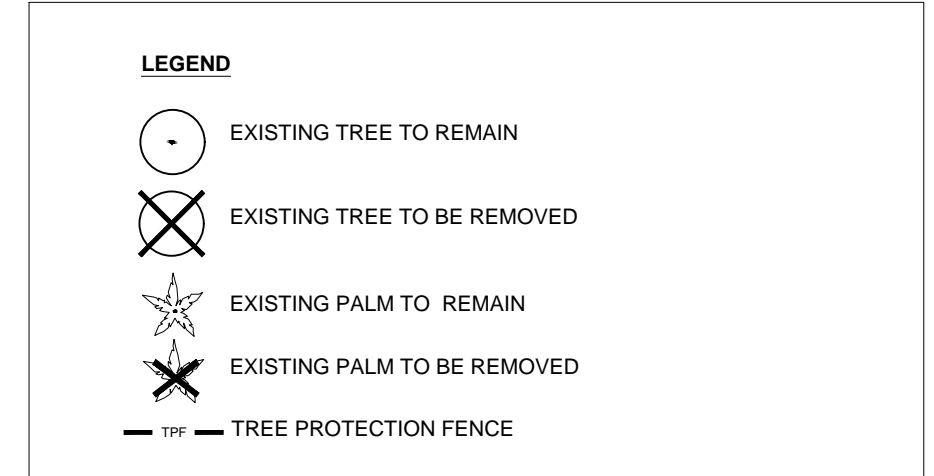 LEGEND
EXISTING TREE TO REMAIN
EXISTING TREE TO BE REMOVED
EXISTING PALM TO REMAIN
EXISTING PALM TO BE REMOVED
TPF TREE PROTECTION FENCE